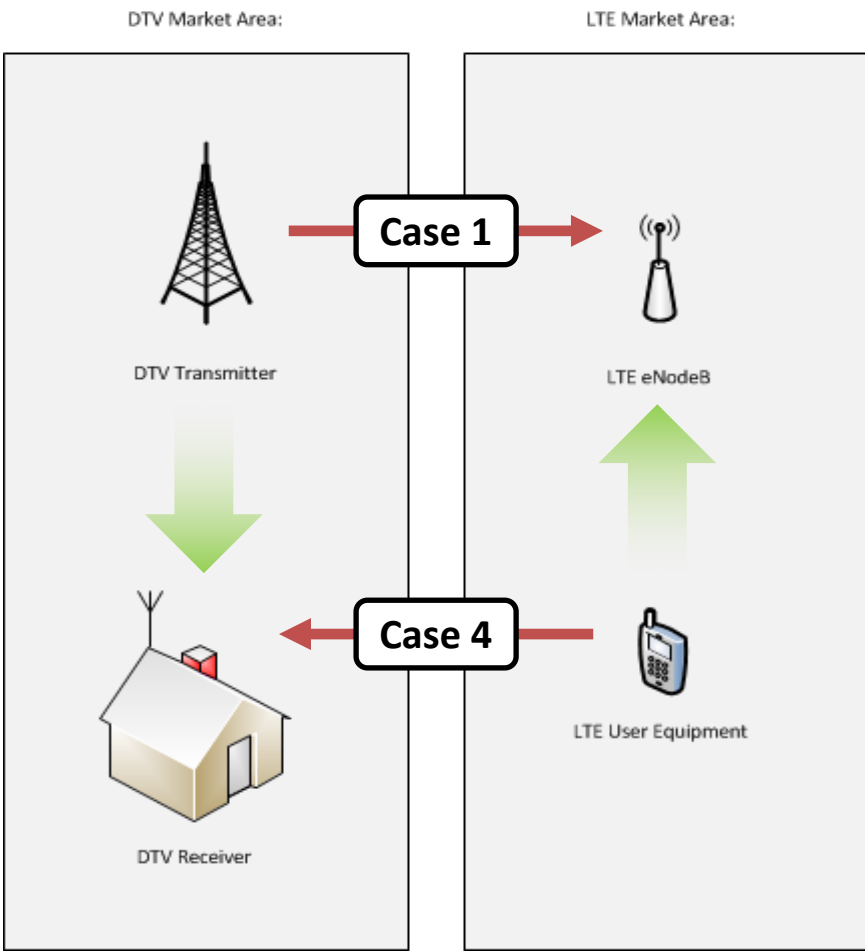 DTV Market Area:
LTE Market Area:
Case 1
DTV Transmitter
LTE eNodeB
Case 4
LTE User Equipment
DTV Receiver